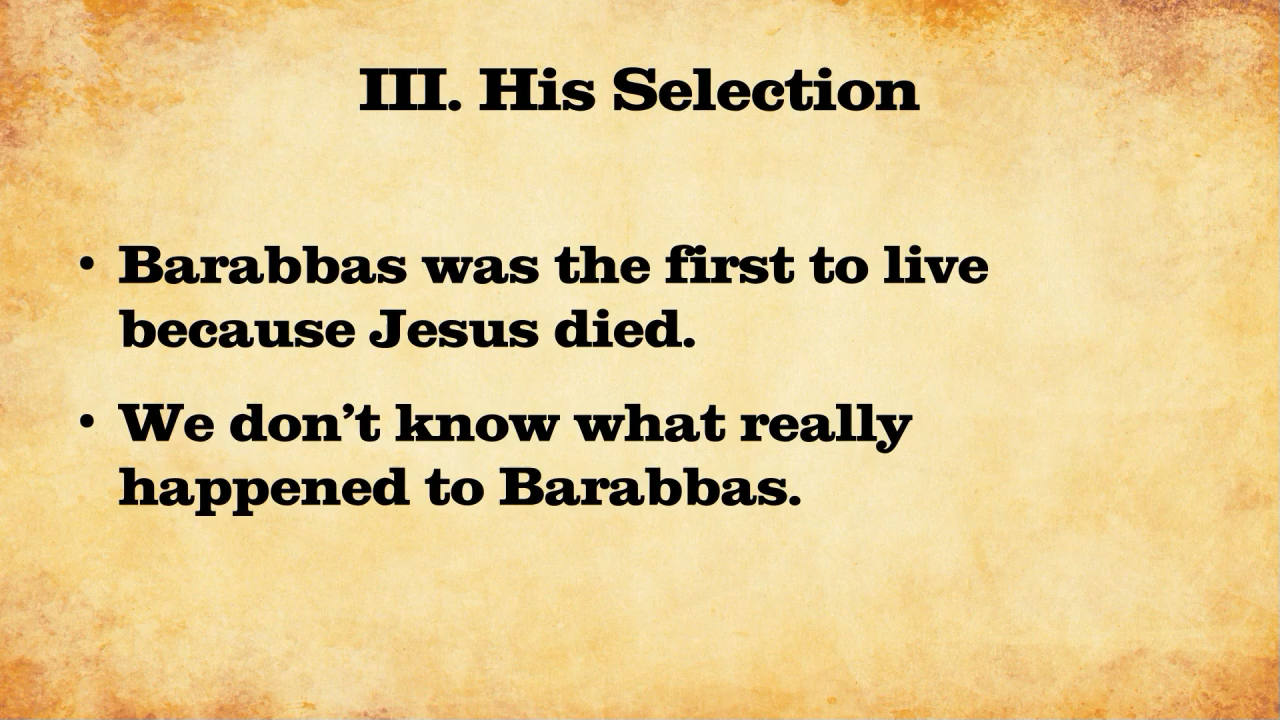 III. His Selection
• Barabbas was the first to live
because Jesus died.
• We don’t know what really
happened to Barabbas.